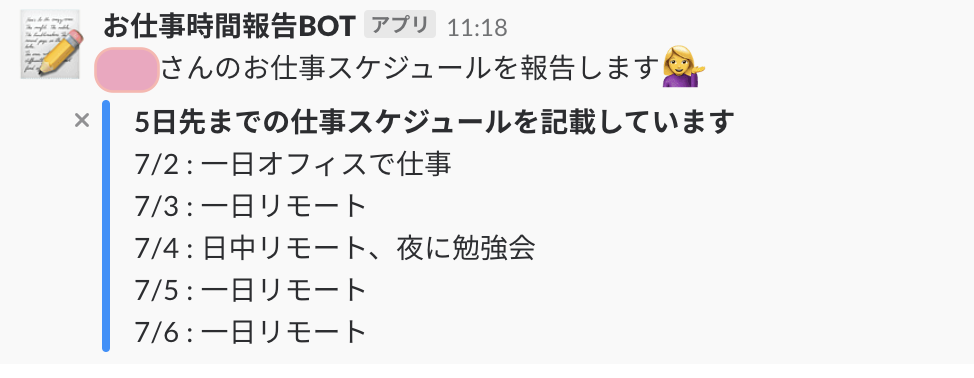 お仕事時間報告BOT アプリ 11:18
さんのお仕事スケジュールを報告します💁‍♀️
5日先までの仕事スケジュールを記載しています
7/2 : 一日オフィスで仕事
7/3 : 一日リモート
7/4 : 日中リモート、夜に勉強会
7/5 : 一日リモート
7/6 : 一日リモート